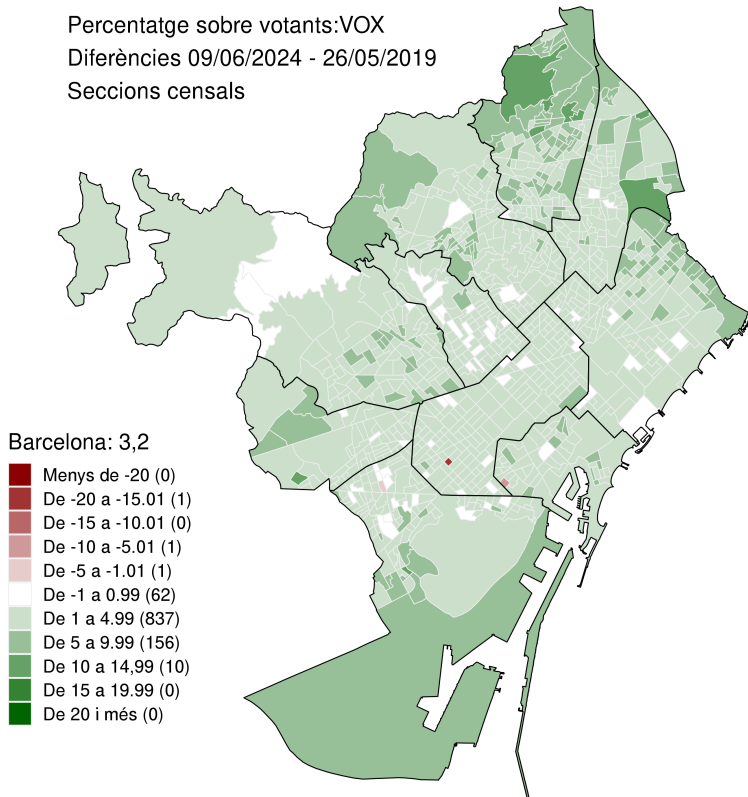 Percentatge sobre votants:VOX
Diferències 09/06/2024 - 26/05/2019
Seccions censals
Barcelona: 3,2
Menys de -20 (0)
De -20 a -15.01 (1)
De -15 a -10.01 (0)
De -10 a -5.01 (1)
De -5 a -1.01 (1)
De -1 a 0.99 (62)
De 1 a 4.99 (837)
De 5 a 9.99 (156)
De 10 a 14,99 (10)
De 15 a 19.99 (0)
De 20 i més (0)